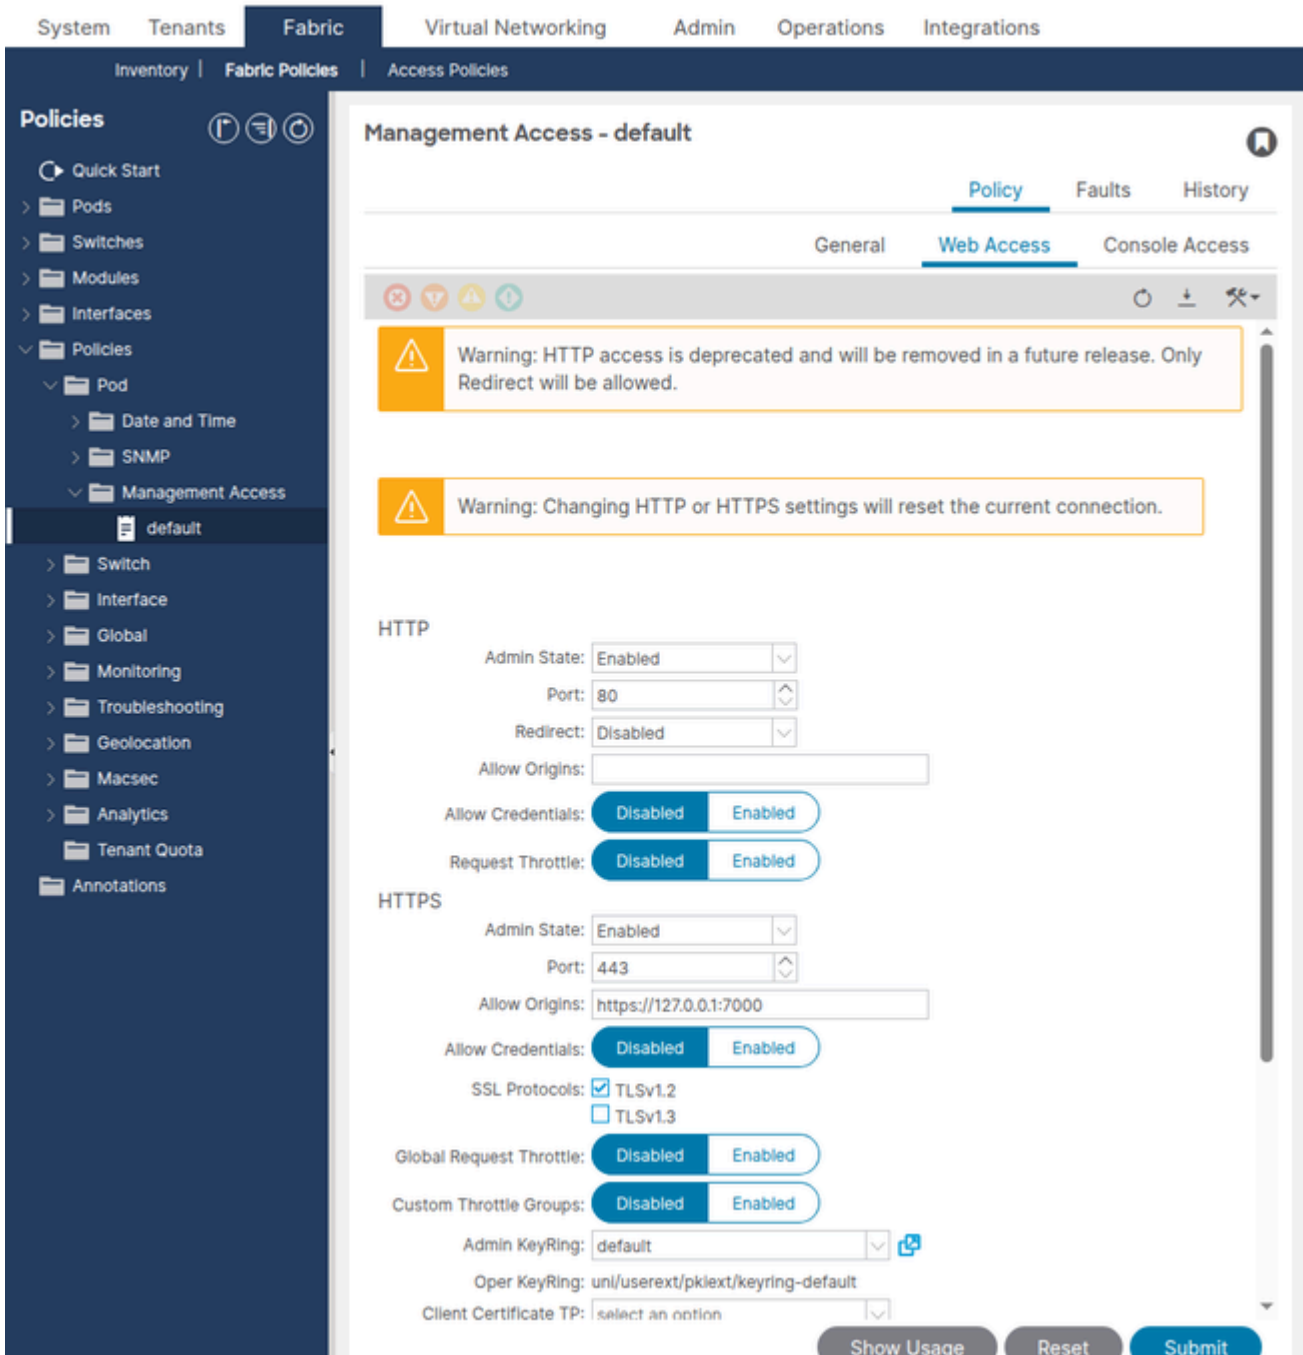 System Tenants Fabric Virtual Networking Admin Operations Integrations
Inventory | Fabric Policies | Access Policies
Policies
Quick Start
Pods
Switches
Modules
Interfaces
Policies
Pod
Date and Time
SNMP
Management Access
default
Switch
Interface
Global
Monitoring
Troubleshooting
Geolocation
Macsec
Analytics
Tenant Quota
Annotations
Management Access - default
Policy Faults History
General Web Access Console Access
Warning: HTTP access is deprecated and will be removed in a future release. Only
Redirect will be allowed.
Warning: Changing HTTP or HTTPS settings will reset the current connection.
HTTP
Admin State: Enabled
Port: 80
Redirect: Disabled
Allow Origins:
Allow Credentials: Disabled Enabled
Request Throttle: Disabled Enabled
HTTPS
Admin State: Enabled
Port: 443
Allow Origins: https://127.0.0.1:7000
Allow Credentials: Disabled Enabled
SSL Protocols: TLSv1.2
TLSv1.3
Global Request Throttle: Disabled Enabled
Custom Throttle Groups: Disabled Enabled
Admin KeyRing: default
Oper KeyRing: uni/userext/pkiext/keyring-default
Client Certificate TP: select an option
Show Usage Reset Submit